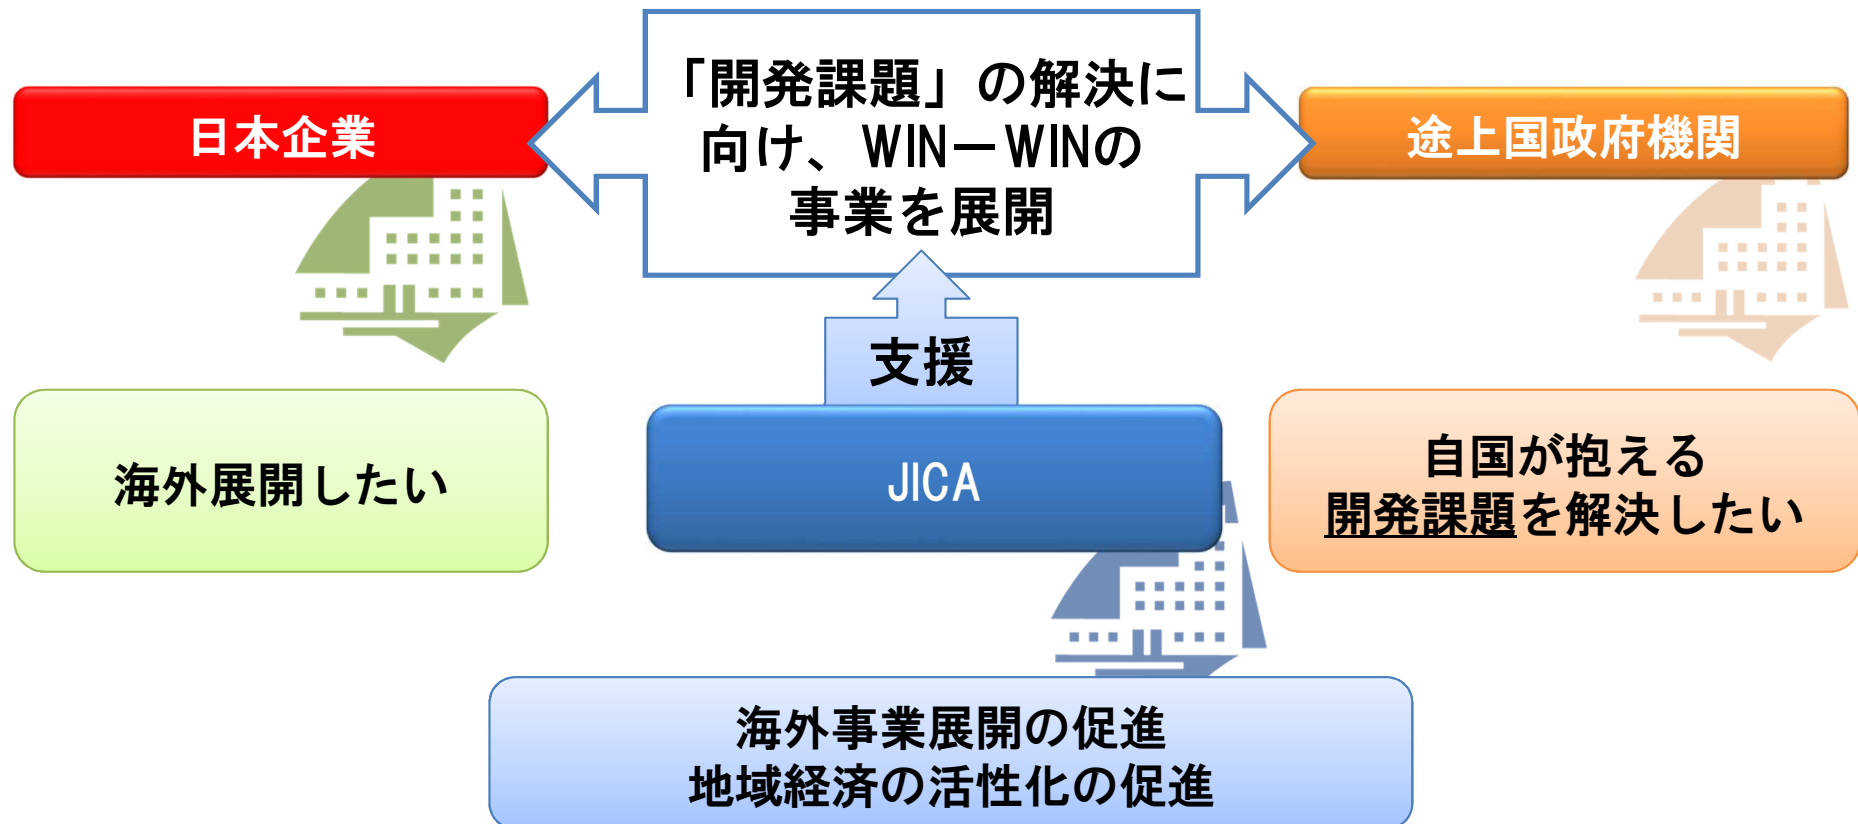 「開発課題」の解決に
向け、WIN－WINの
事業を展開
日本企業
途上国政府機関
支援
海外展開したい
JICA
自国が抱える
開発課題を解決したい
海外事業展開の促進
地域経済の活性化の促進